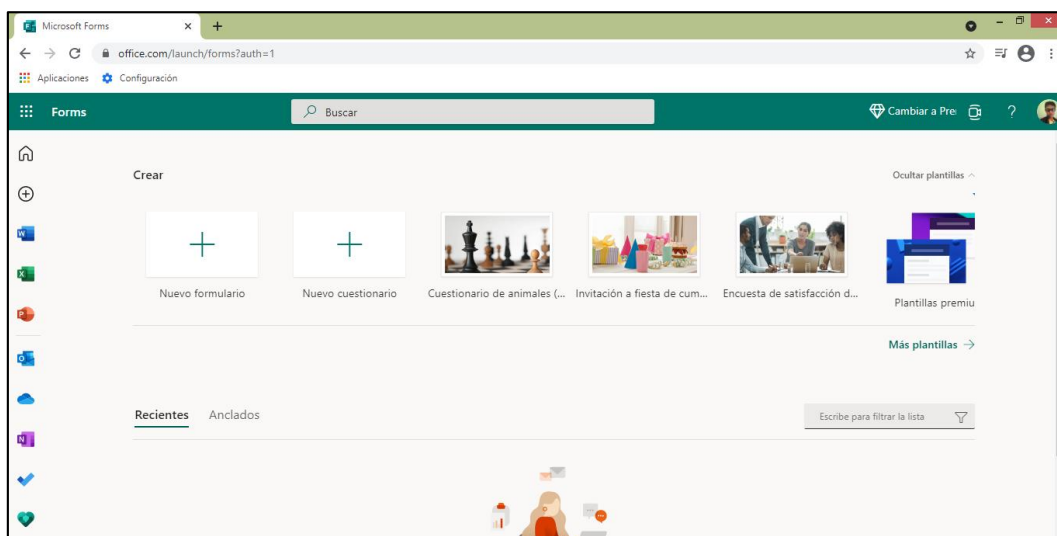 Microsoft Forms
office.com/launch/forms?auth=1
Aplicaciones Configuración
Forms Buscar Cambiar a Pre ?
Crear Ocultar plantillas
Nuevo formulario Nuevo cuestionario Cuestionario de animales (... Invitación a fiesta de cum... Encuesta de satisfacción d... Plantillas premiu
Más plantillas →
Recientes Anclados Escribe para filtrar la lista